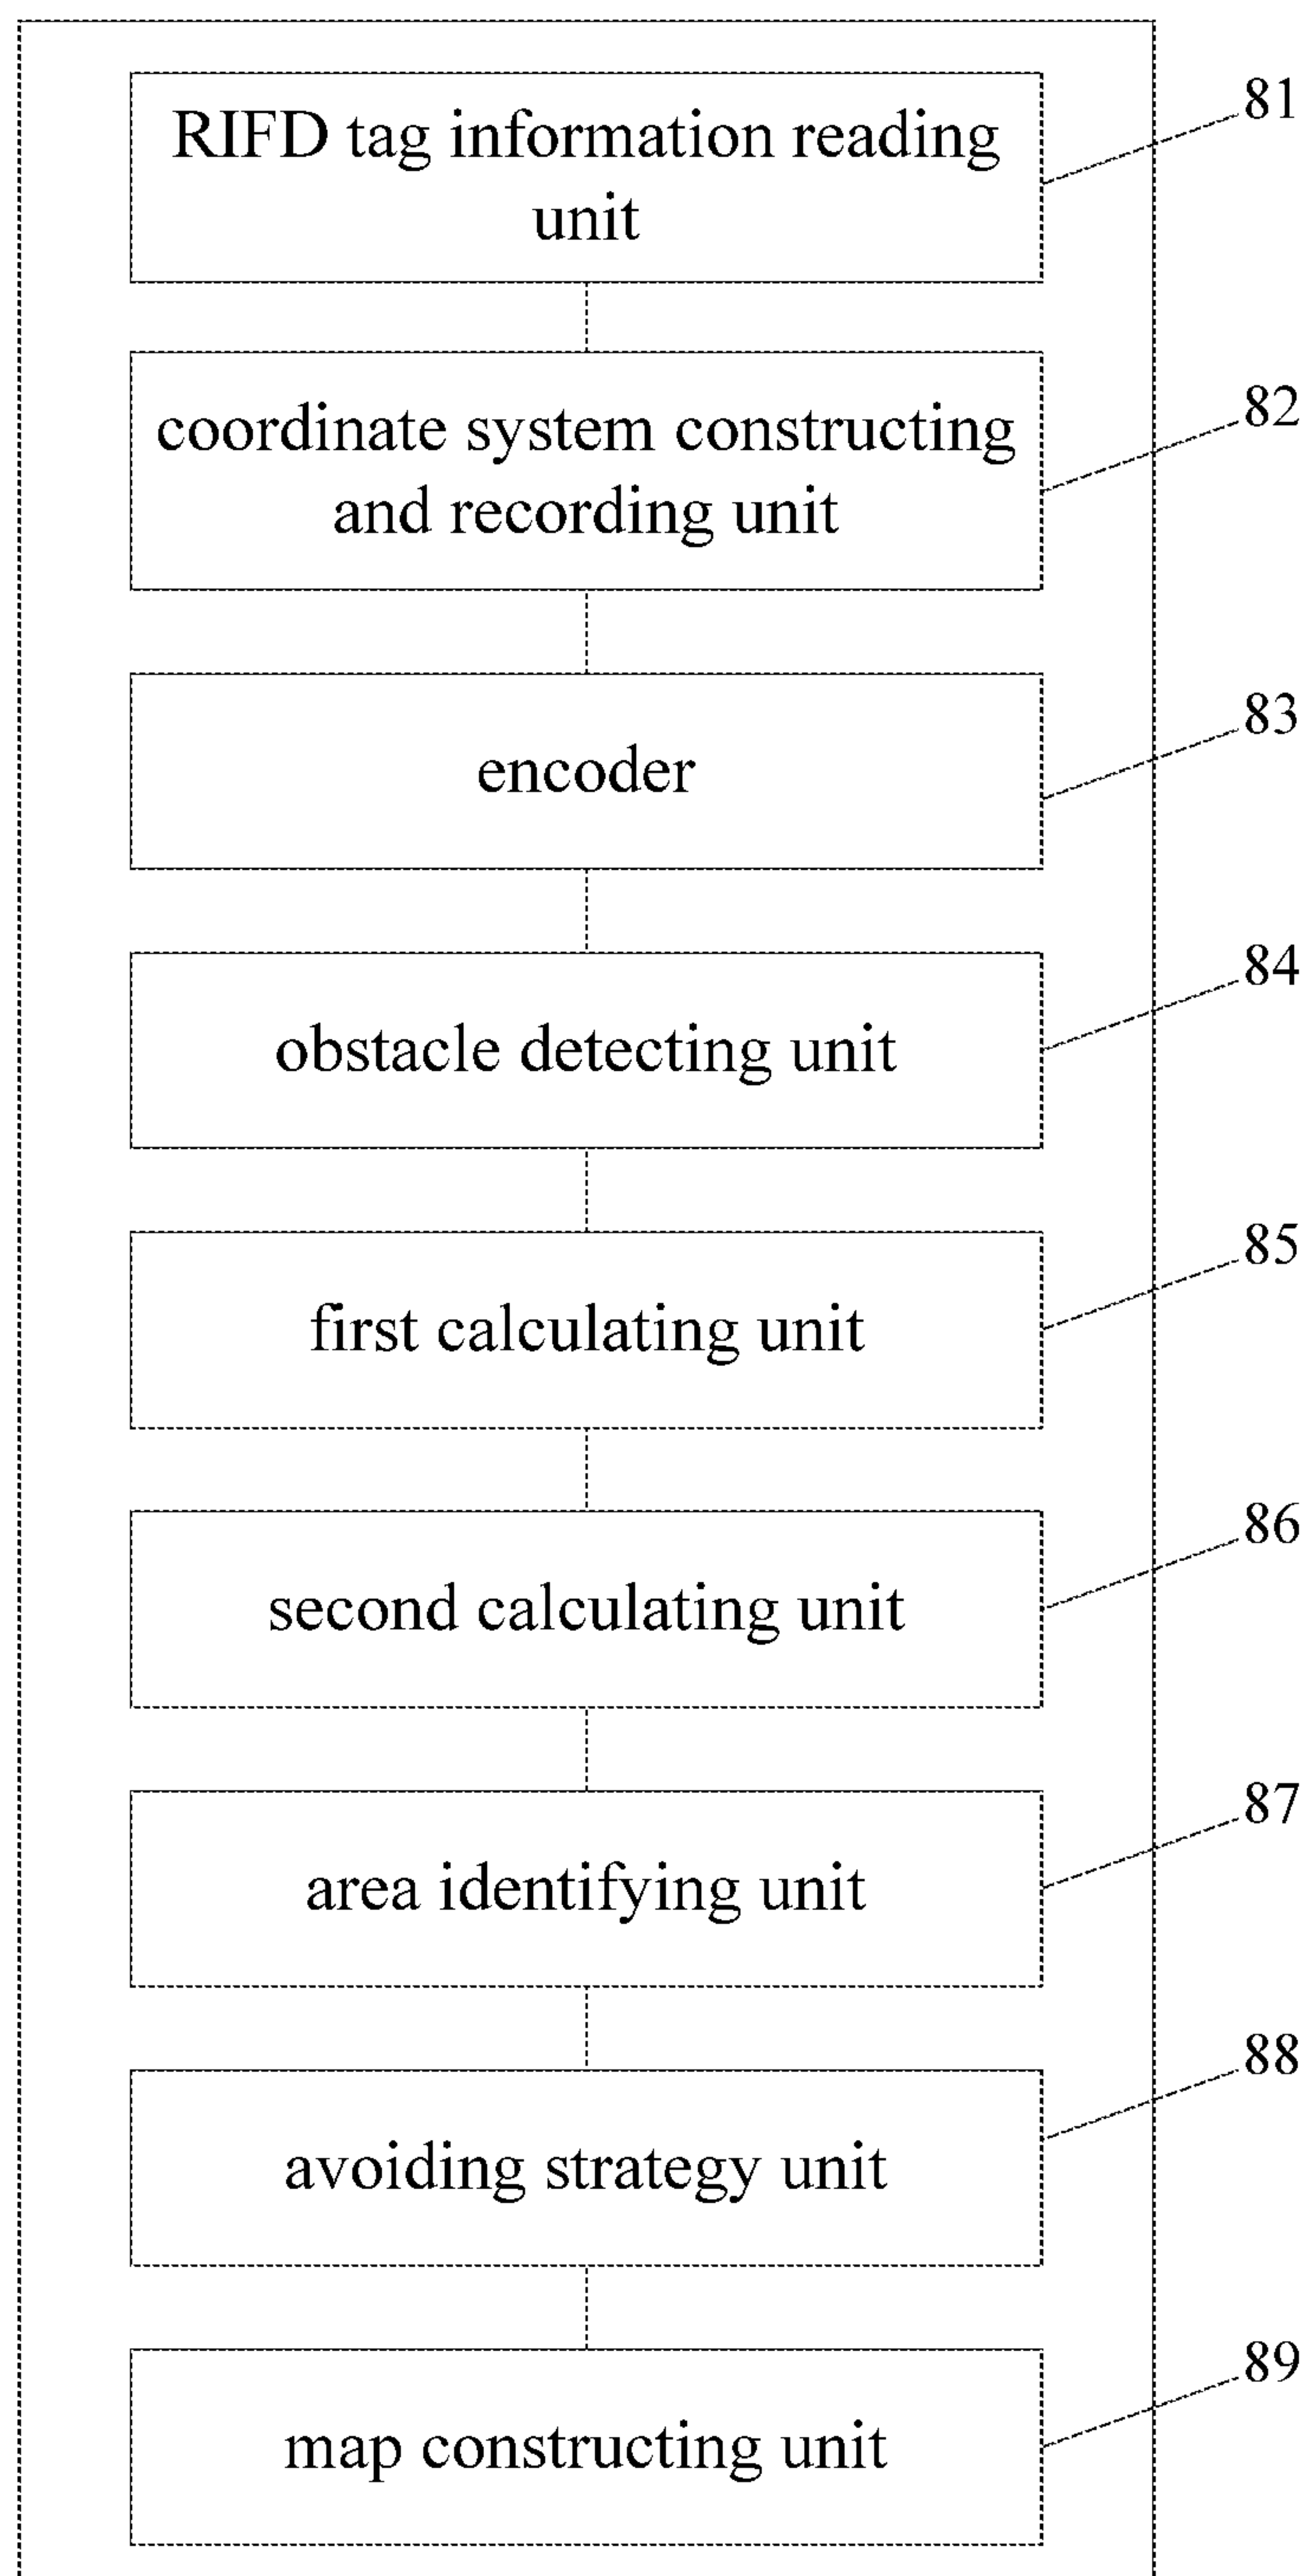 RIFD tag information reading
unit
81
coordinate system constructing
and recording unit
82
encoder
83
obstacle detecting unit
84
first calculating unit
85
second calculating unit
86
area identifying unit
87
avoiding strategy unit
88
map constructing unit
89